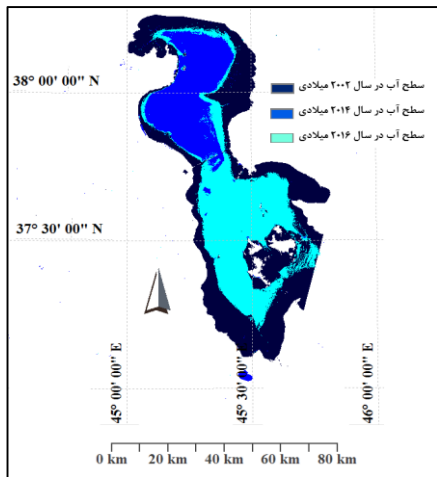 38° 00' 00" N
سطح آب در سال ۲۰۰۲ میلادی
سطح آب در سال ۲۰۱۴ میلادی
سطح آب در سال ۲۰۱۶ میلادی
37° 30' 00" N
45° 00' 00" E
45° 30' 00" E
46° 00' 00" E
0 km 20 km 40 km 60 km 80 km